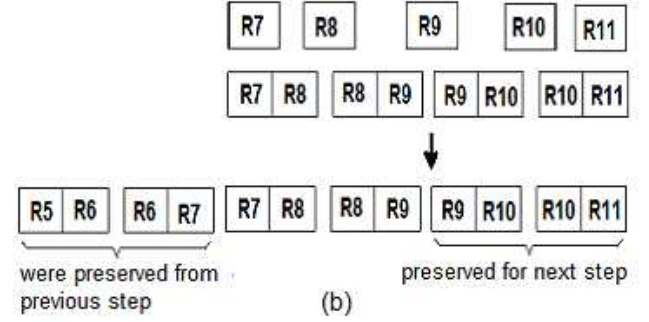 R7 R8 R9 R10 R11
R7 R8 R8 R9 R9 R10 R10 R11
R5 R6 R6 R7 R7 R8 R8 R9 R9 R10 R10 R11
were preserved from preserved for next step
previous step (b)